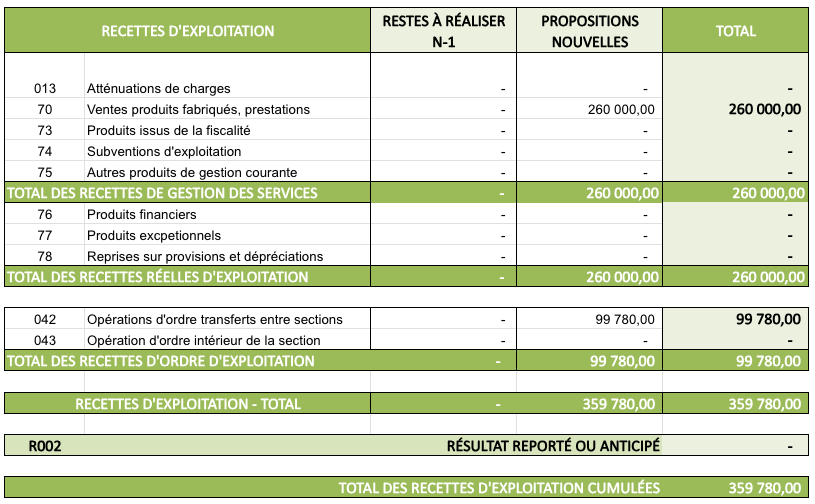 RECETTES D'EXPLOITATION RESTES À RÉALISER N-1 PROPOSITIONS NOUVELLES TOTAL
013 Atténuations de charges - - -
70 Ventes produits fabriqués, prestations - 260 000,00 260 000,00
73 Produits issus de la fiscalité - - -
74 Subventions d'exploitation - - -
75 Autres produits de gestion courante - - -
TOTAL DES RECETTES DE GESTION DES SERVICES - 260 000,00 260 000,00
76 Produits financiers - - -
77 Produits excpetionnels - - -
78 Reprises sur provisions et dépréciations - - -
TOTAL DES RECETTES RÉELLES D'EXPLOITATION - 260 000,00 260 000,00
042 Opérations d'ordre transferts entre sections 99 780,00 99 780,00
043 Opération d'ordre intérieur de la section - -
TOTAL DES RECETTES D'ORDRE D'EXPLOITATION - 99 780,00 99 780,00
RECETTES D'EXPLOITATION - TOTAL - 359 780,00 359 780,00
R002 RÉSULTAT REPORTÉ OU ANTICIPÉ -
TOTAL DES RECETTES D'EXPLOITATION CUMULÉES 359 780,00